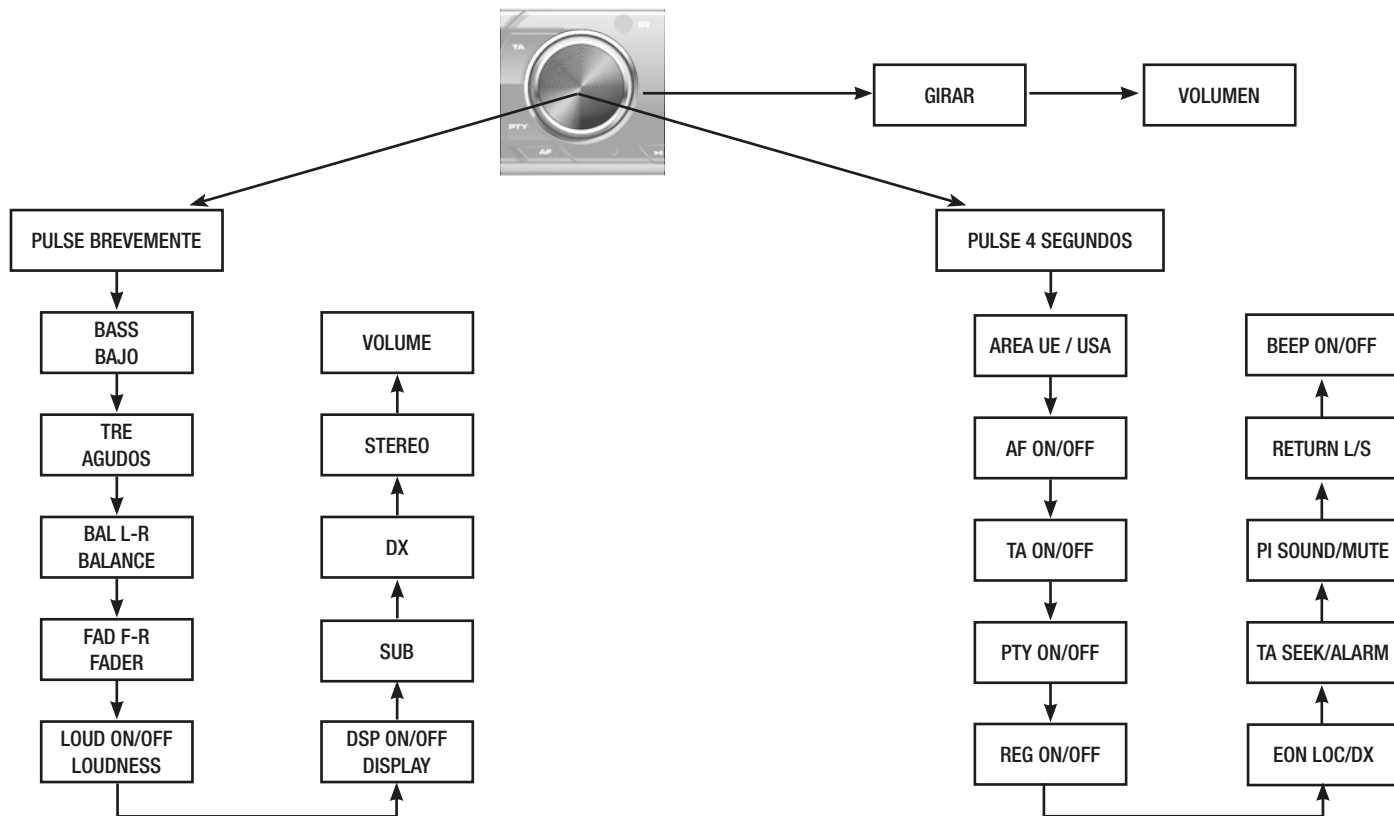 IR
TA
PTY
AF
GIRAR
VOLUMEN
PULSE BREVEMENTE
BASS
BAJO
TRE
AGUDOS
BAL L-R
BALANCE
FAD F-R
FADER
LOUD ON/OFF
LOUDNESS
DSP ON/OFF
DISPLAY
SUB
DX
STEREO
VOLUME
PULSE 4 SEGUNDOS
AREA UE / USA
AF ON/OFF
TA ON/OFF
PTY ON/OFF
REG ON/OFF
EON LOC/DX
TA SEEK/ALARM
PI SOUND/MUTE
RETURN L/S
BEEP ON/OFF